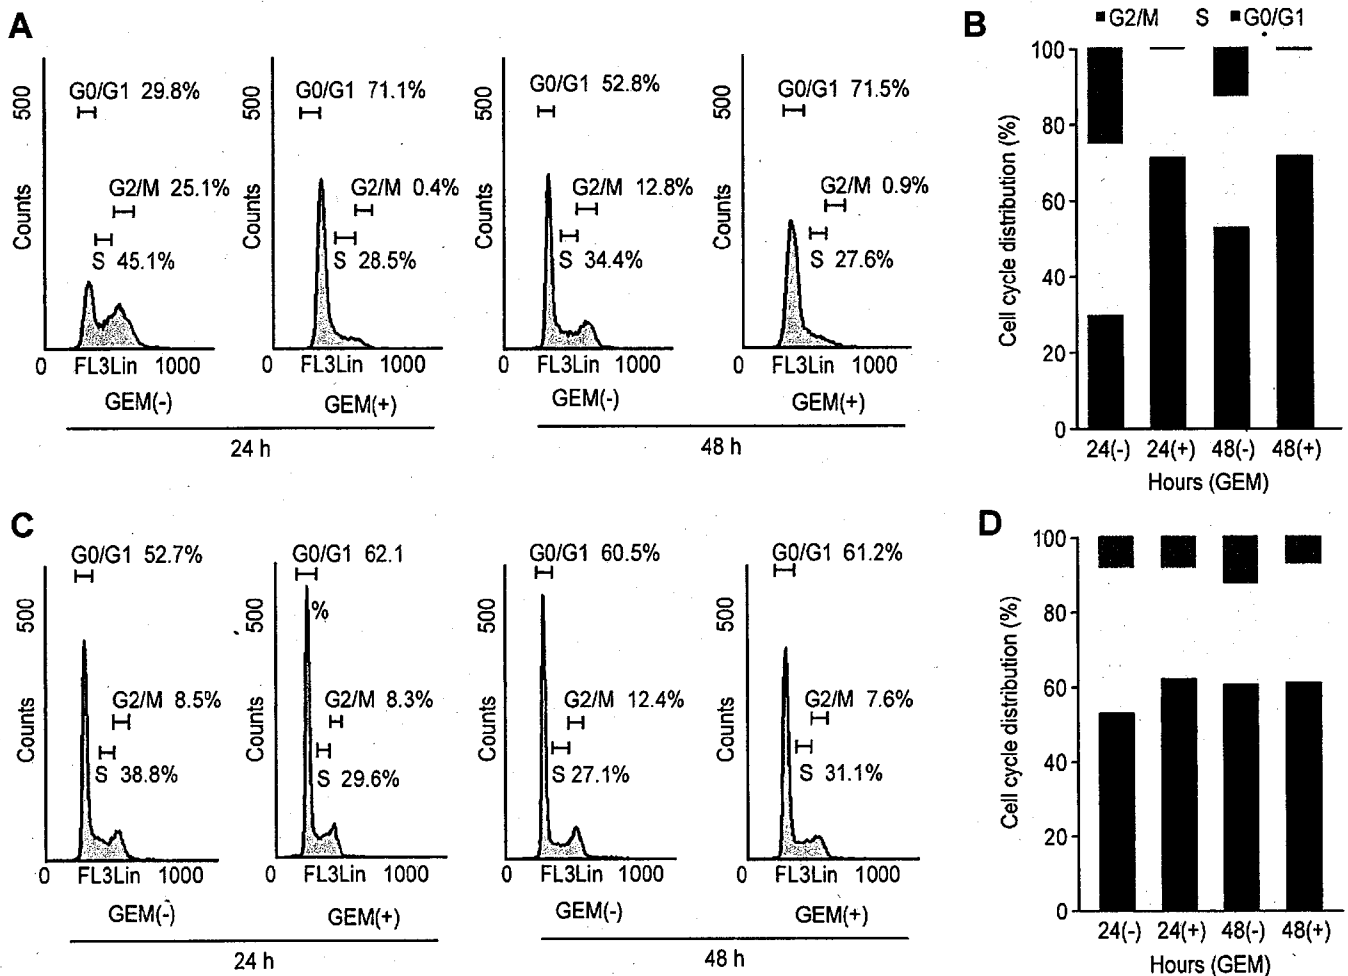 A
500
Counts
G0/G1 29.8%
G2/M 25.1%
S 45.1%
0 FL3Lin 1000
GEM(-)
500
Counts
G0/G1 71.1%
G2/M 0.4%
S 28.5%
0 FL3Lin 1000
GEM(+)
24 h
500
Counts
G0/G1 52.8%
G2/M 12.8%
S 34.4%
0 FL3Lin 1000
GEM(-)
500
Counts
G0/G1 71.5%
G2/M 0.9%
S 27.6%
0 FL3Lin 1000
GEM(+)
48 h
B
G2/M S G0/G1
Cell cycle distribution (%)
100
80
60
40
20
0
24(-) 24(+) 48(-) 48(+)
Hours (GEM)
C
500
Counts
G0/G1 52.7%
G2/M 8.5%
S 38.8%
0 FL3Lin 1000
GEM(-)
500
Counts
G0/G1 62.1
%
G2/M 8.3%
S 29.6%
0 FL3Lin 1000
GEM(+)
24 h
500
Counts
G0/G1 60.5%
G2/M 12.4%
S 27.1%
0 FL3Lin 1000
GEM(-)
500
Counts
G0/G1 61.2%
G2/M 7.6%
S 31.1%
0 FL3Lin 1000
GEM(+)
48 h
D
Cell cycle distribution (%)
100
80
60
40
20
0
24(-) 24(+) 48(-) 48(+)
Hours (GEM)